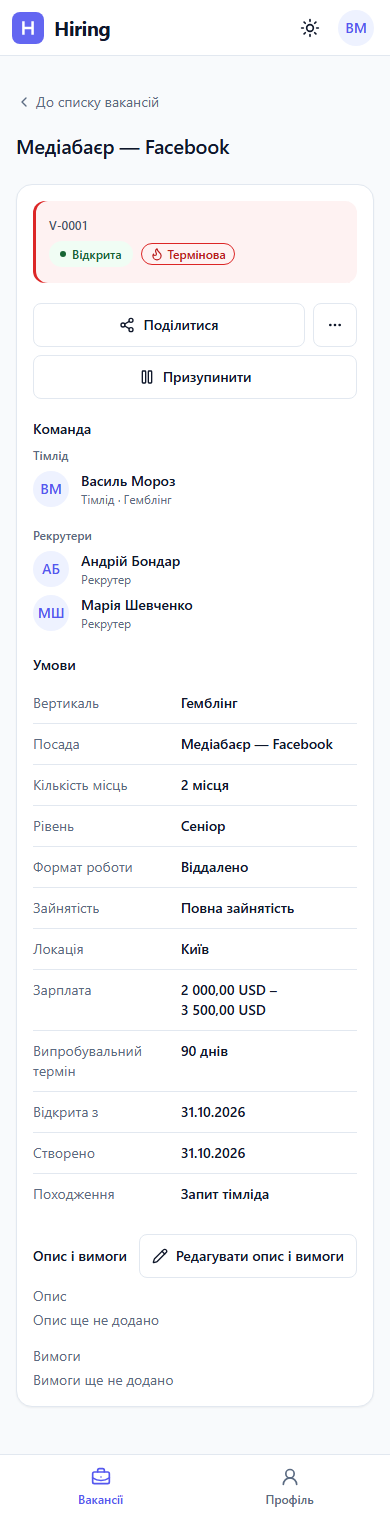 H Hiring
ВМ
До списку вакансій
Медіабаєр — Facebook
V-0001
Відкрита
Термінова
Поділитися
Призупинити
Команда
Тімлід
ВМ
Василь Мороз
Тімлід · Гемблінг
Рекрутери
АБ
Андрій Бондар
Рекрутер
МШ
Марія Шевченко
Рекрутер
Умови
Вертикаль
Гемблінг
Посада
Медіабаєр — Facebook
Кількість місць
2 місця
Рівень
Сеніор
Формат роботи
Віддалено
Зайнятість
Повна зайнятість
Локація
Київ
Зарплата
2 000,00 USD –
3 500,00 USD
Випробувальний
термін
90 днів
Відкрита з
31.10.2026
Створено
31.10.2026
Походження
Запит тімліда
Опис і вимоги
Редагувати опис і вимоги
Опис
Опис ще не додано
Вимоги
Вимоги ще не додано
Вакансії
Профіль